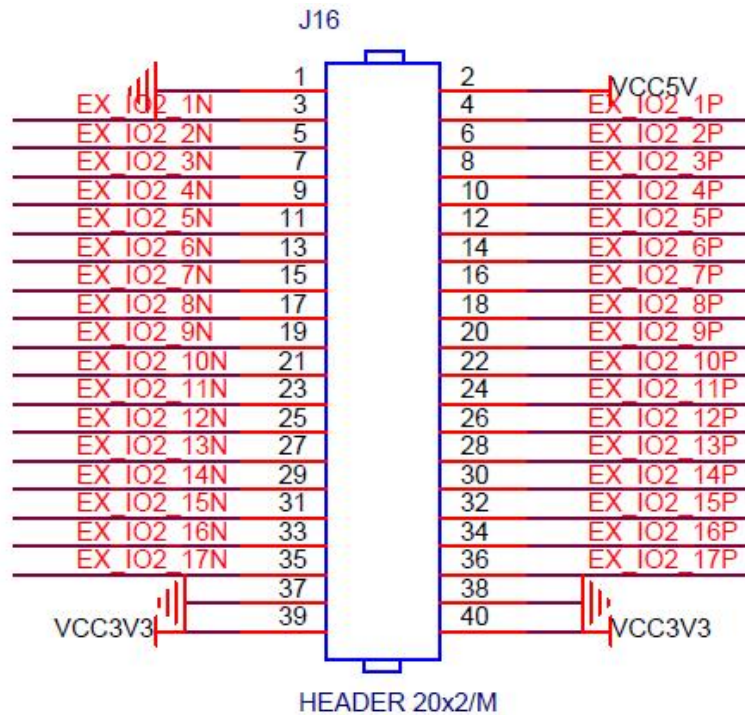 J16
1 2 VCC5V
EX_IO2_1N 3 4 EX_IO2_1P
EX_IO2_2N 5 6 EX_IO2_2P
EX_IO2_3N 7 8 EX_IO2_3P
EX_IO2_4N 9 10 EX_IO2_4P
EX_IO2_5N 11 12 EX_IO2_5P
EX_IO2_6N 13 14 EX_IO2_6P
EX_IO2_7N 15 16 EX_IO2_7P
EX_IO2_8N 17 18 EX_IO2_8P
EX_IO2_9N 19 20 EX_IO2_9P
EX_IO2_10N 21 22 EX_IO2_10P
EX_IO2_11N 23 24 EX_IO2_11P
EX_IO2_12N 25 26 EX_IO2_12P
EX_IO2_13N 27 28 EX_IO2_13P
EX_IO2_14N 29 30 EX_IO2_14P
EX_IO2_15N 31 32 EX_IO2_15P
EX_IO2_16N 33 34 EX_IO2_16P
EX_IO2_17N 35 36 EX_IO2_17P
37 38
VCC3V3 39 40 VCC3V3
HEADER 20x2/M